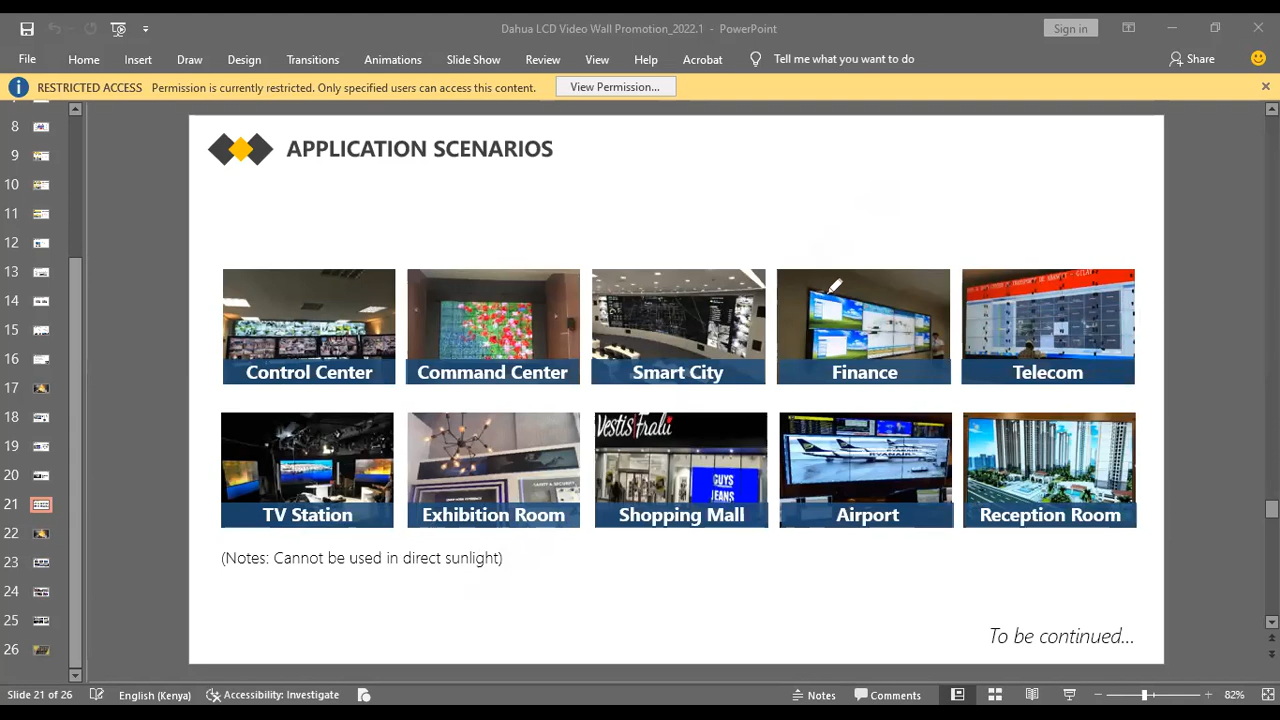 Dahua LCD Video Wall Promotion_2022.1 - PowerPoint
Sign in
File Home Insert Draw Design Transitions Animations Slide Show Review View Help Acrobat Tell me what you want to do Share
RESTRICTED ACCESS Permission is currently restricted. Only specified users can access this content. View Permission...
APPLICATION SCENARIOS
Control Center Command Center Smart City Finance Telecom
Vestis Fralu
GUYS
JEANS
RYANAIR
TV Station Exhibition Room Shopping Mall Airport Reception Room
(Notes: Cannot be used in direct sunlight)
To be continued...
8
9
10
11
12
13
14
15
16
17
18
19
20
21
22
23
24
25
26
Slide 21 of 26 English (Kenya) Accessibility: Investigate Notes Comments 82%